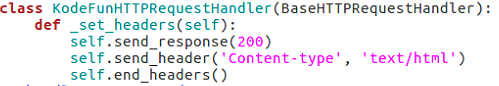 class KodeFunHTTPRequestHandler(BaseHTTPRequestHandler):
    def _set_headers(self):
        self.send_response(200)
        self.send_header('Content-type', 'text/html')
        self.end_headers()